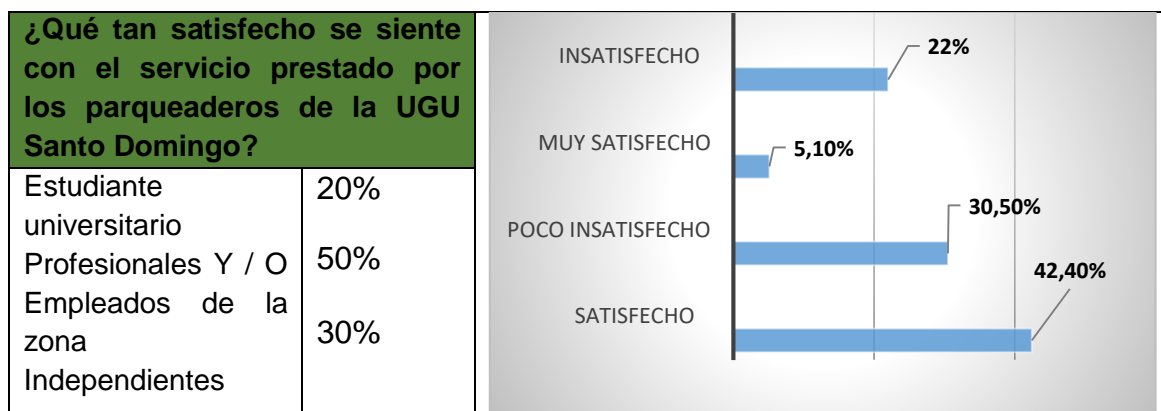 ¿Qué tan satisfecho se siente
con el servicio prestado por
los parqueaderos de la UGU
Santo Domingo?
Estudiante
universitario
Profesionales Y / O
Empleados de la
zona
Independientes
20%
50%
30%
INSATISFECHO
22%
MUY SATISFECHO
5,10%
POCO INSATISFECHO
30,50%
SATISFECHO
42,40%